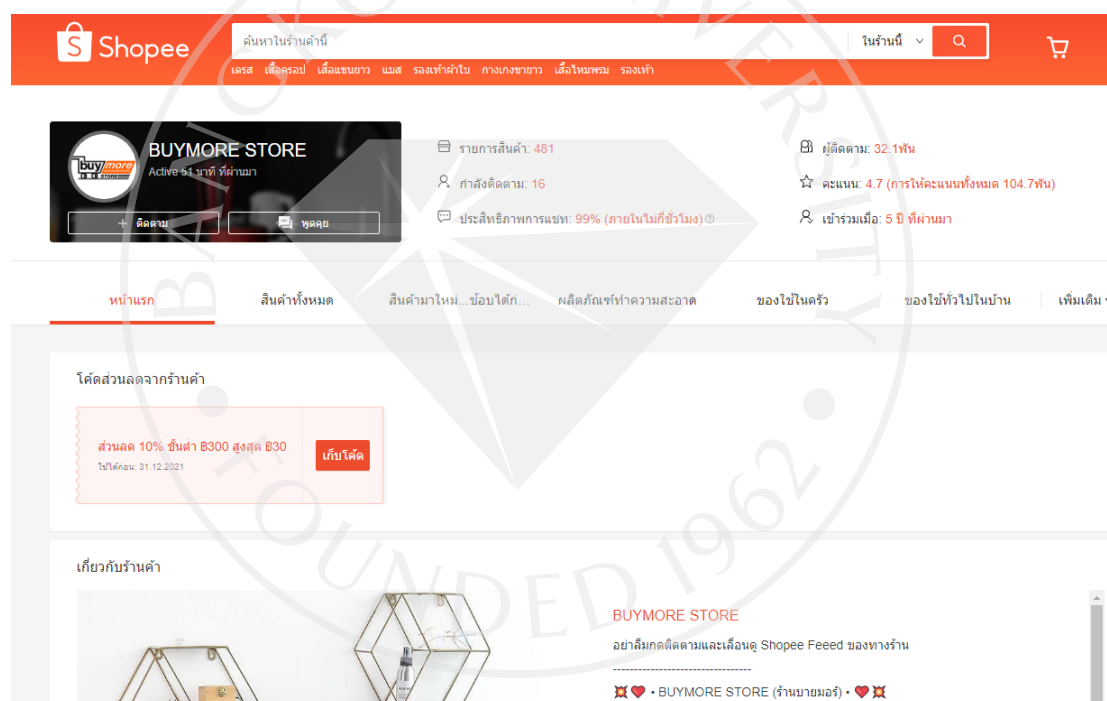 Shopee
ค้นหาในร้านค้านี้
ในร้านนี้
เดรส เสื้อครอป เสื้อแขนยาว แมส รองเท้าผ้าใบ กางเกงขายาว เสื้อไหมพรม รองเท้า
buy more
STORE
BUYMORE STORE
Active 51 นาที ที่ผ่านมา
+ ติดตาม
พูดคุย
รายการสินค้า: 481
กำลังติดตาม: 16
ประสิทธิภาพการแชท: 99% (ภายในไม่กี่ชั่วโมง)
ผู้ติดตาม: 32.1พัน
คะแนน: 4.7 (การให้คะแนนทั้งหมด 104.7พัน)
เข้าร่วมเมื่อ: 5 ปี ที่ผ่านมา
หน้าแรก
สินค้าทั้งหมด
สินค้ามาใหม่...ช้อบได้ก...
ผลิตภัณฑ์ทำความสะอาด
ของใช้ในครัว
ของใช้ทั่วไปในบ้าน
เพิ่มเติม
โค้ดส่วนลดจากร้านค้า
ส่วนลด 10% ขั้นต่ำ ฿300 สูงสุด ฿30
ใช้ได้ก่อน: 31.12.2021
เก็บโค้ด
เกี่ยวกับร้านค้า
BUYMORE STORE
อย่าลืมกดติดตามและเลื่อนดู Shopee Feeed ของทางร้าน
---------------------------------
💥❤ • BUYMORE STORE (ร้านบายมอร์) • ❤💥
BANGKOK UNIVERSITY
FOUNDED 1962